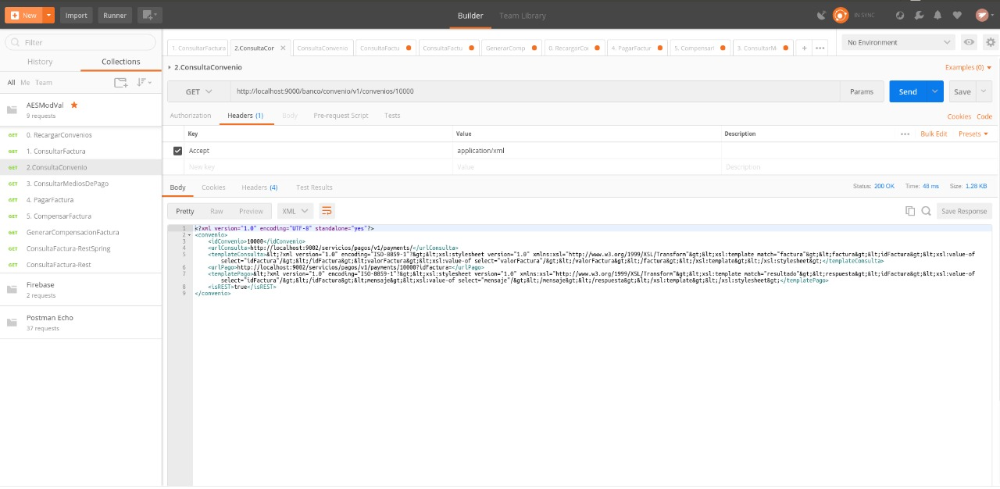 New Import Runner Builder Team Library IN SYNC
Filter
History Collections
All Me Team
AESModVal
9 requests
GET 0. RecargarConvenios
GET 1. ConsultarFactura
GET 2.ConsultaConvenio
GET 3. ConsultarMediosDePago
GET 4. PagarFactura
GET 5. CompensarFactura
GET GenerarCompensacionFactura
GET ConsultaFactura-RestSpring
GET ConsultaFactura-Rest
Firebase
2 requests
Postman Echo
37 requests
1. ConsultarFactura 2.ConsultaCor ConsultaConvenio ConsultaFactu ConsultaFactu GenerarComp 0. RecargarCo 4. PagarFactur 5. Compensari 3. ConsultarM + ••• No Environment
2.ConsultaConvenio Examples (0)
GET http://localhost:9000/banco/convenio/v1/convenios/10000 Params Send Save
Authorization Headers (1) Body Pre-request Script Tests Cookies Code
Key Value Description ••• Bulk Edit Presets
Accept application/xml
New key Value Description
Body Cookies Headers (4) Test Results Status: 200 OK Time: 48 ms Size: 1.28 KB
Pretty Raw Preview XML Save Response
1 <?xml version="1.0" encoding="UTF-8" standalone="yes"?>
2 <convenio>
3 <idConvenio>10000</idConvenio>
4 <urlConsulta>http://localhost:9002/servicios/pagos/v1/payments/</urlConsulta>
5 <templateConsulta>&lt;?xml version="1.0" encoding="ISO-8859-1"?&gt;&lt;xsl:stylesheet version="1.0" xmlns:xsl="http://www.w3.org/1999/XSL/Transform"&gt;&lt;xsl:template match="factura"&gt;&lt;factura&gt;&lt;idFactura&gt;&lt;xsl:value-of
select="idFactura"/&gt;&lt;/idFactura&gt;&lt;valorFactura&gt;&lt;xsl:value-of select="valorFactura"/&gt;&lt;/valorFactura&gt;&lt;/factura&gt;&lt;/xsl:template&gt;&lt;/xsl:stylesheet&gt;</templateConsulta>
6 <urlPago>http://localhost:9002/servicios/pagos/v1/payments/10000?idFactura=</urlPago>
7 <templatePago>&lt;?xml version="1.0" encoding="ISO-8859-1"?&gt;&lt;xsl:stylesheet version="1.0" xmlns:xsl="http://www.w3.org/1999/XSL/Transform"&gt;&lt;xsl:template match="resultado"&gt;&lt;respuesta&gt;&lt;idFactura&gt;&lt;xsl:value-of
select="idFactura"/&gt;&lt;/idFactura&gt;&lt;mensaje&gt;&lt;xsl:value-of select="mensaje"/&gt;&lt;/mensaje&gt;&lt;/respuesta&gt;&lt;/xsl:template&gt;&lt;/xsl:stylesheet&gt;</templatePago>
8 <isREST>true</isREST>
9 </convenio>